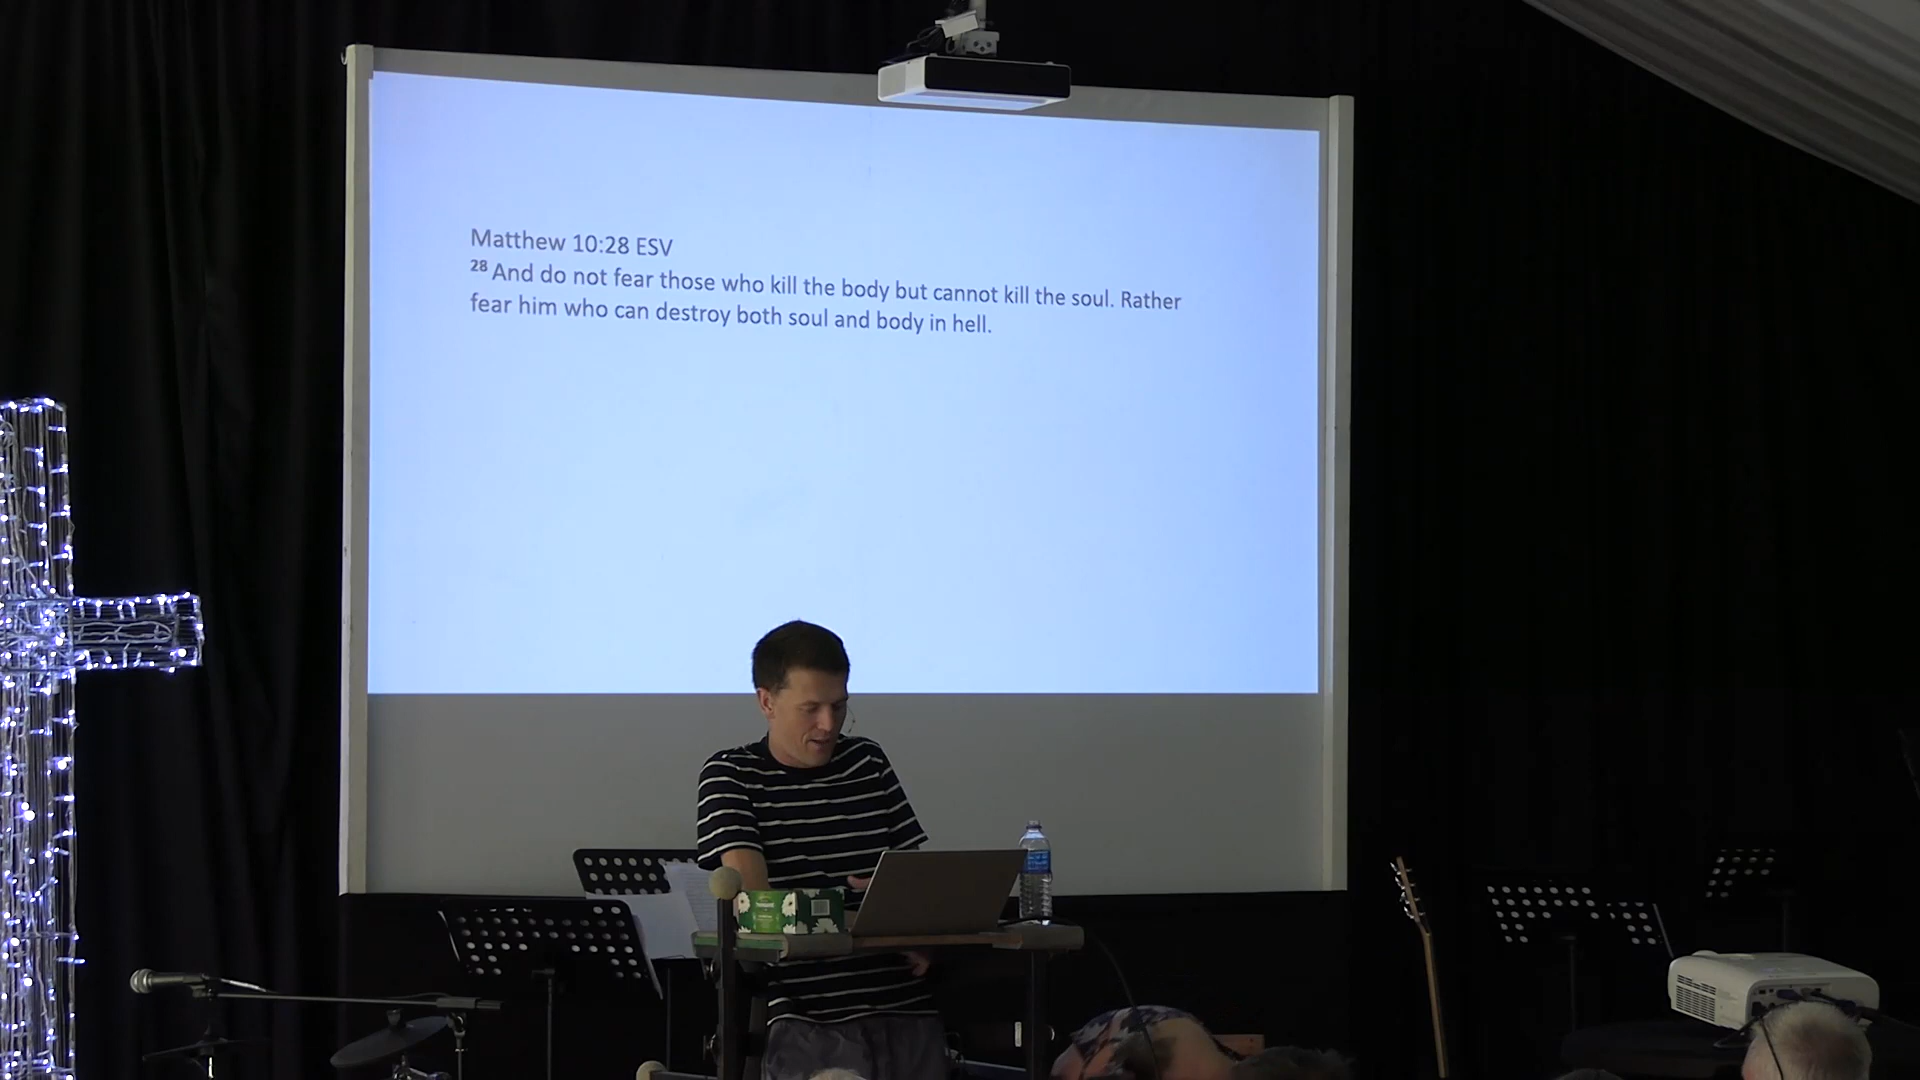 Matthew 10:28 ESV
28 And do not fear those who kill the body but cannot kill the soul. Rather
fear him who can destroy both soul and body in hell.